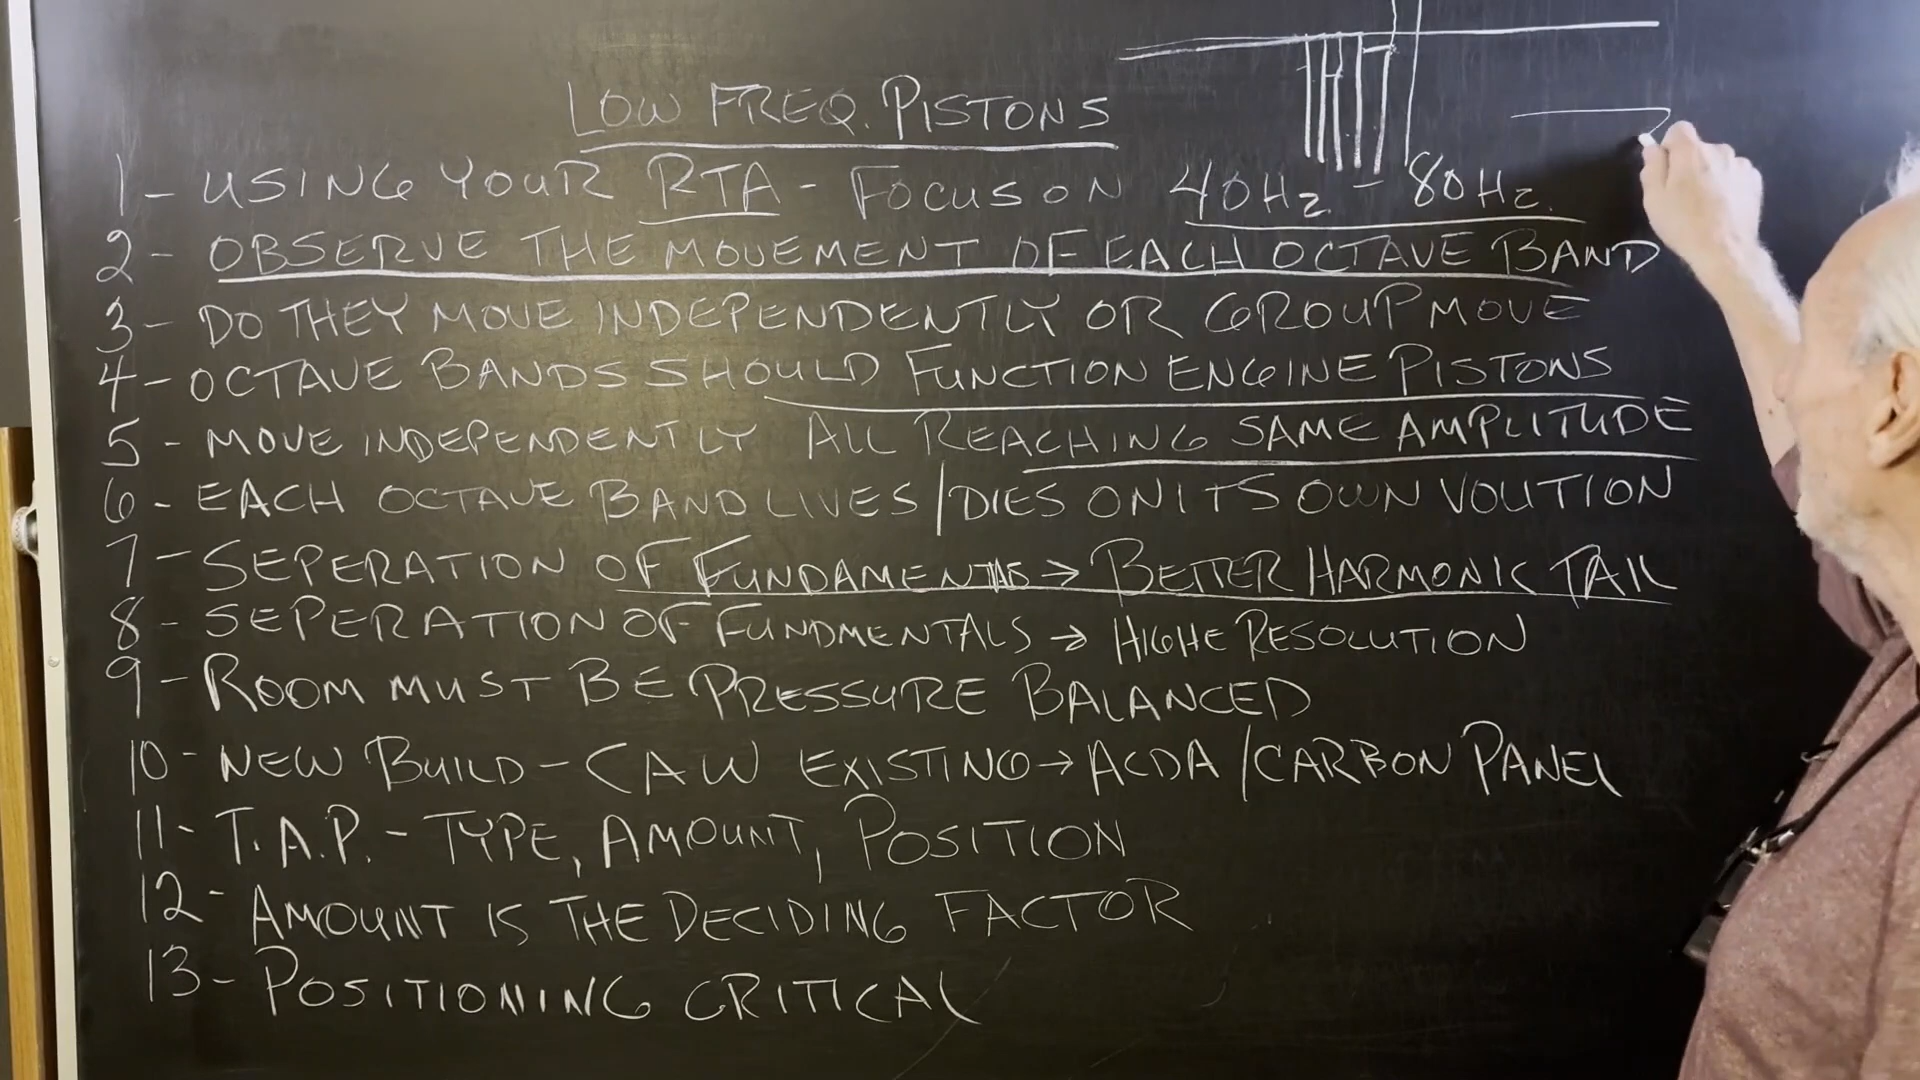 LOW FREQ. PISTONS
1- USING YOUR RTA - FOCUS ON 40Hz. - 80Hz.
2- OBSERVE THE MOVEMENT OF EACH OCTAVE BAND
3- DO THEY MOVE INDEPENDENTLY OR GROUP MOVE
4- OCTAVE BANDS SHOULD FUNCTION ENGINE PISTONS
5- MOVE INDEPENDENTLY ALL REACHING SAME AMPLITUDE
6- EACH OCTAVE BAND LIVES/DIES ON ITS OWN VOLITION
7- SEPERATION OF FUNDAMENTALS → BETTER HARMONIC TAIL
8- SEPERATION OF FUNDMENTALS → HIGHE RESOLUTION
9- ROOM MUST BE PRESSURE BALANCED
10- NEW BUILD - CAW EXISTING → ACDA/CARBON PANEL
11- T.A.P. - TYPE, AMOUNT, POSITION
12- AMOUNT IS THE DECIDING FACTOR
13- POSITIONING CRITICAL